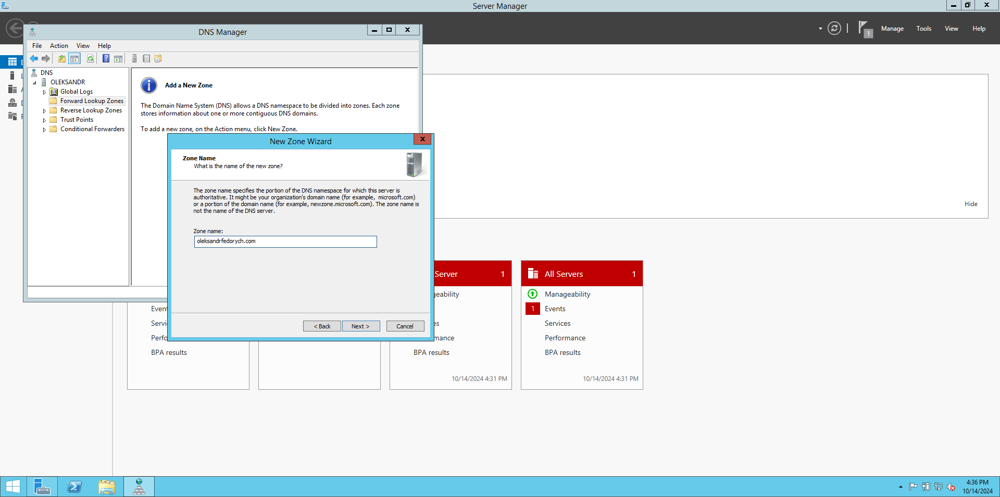 Server Manager
Manage
Tools
View
Help
1
DNS Manager
File
Action
View
Help
DNS
OLEKSANDR
Global Logs
Forward Lookup Zones
Reverse Lookup Zones
Trust Points
Conditional Forwarders
Add a New Zone
The Domain Name System (DNS) allows a DNS namespace to be divided into zones. Each zone
stores information about one or more contiguous DNS domains.
To add a new zone, on the Action menu, click New Zone.
New Zone Wizard
Zone Name
What is the name of the new zone?
The zone name specifies the portion of the DNS namespace for which this server is
authoritative. It might be your organization's domain name (for example, microsoft.com)
or a portion of the domain name (for example, newzone.microsoft.com). The zone name is
not the name of the DNS server.
Zone name:
oleksandrfedorych.com
< Back
Next >
Cancel
Hide
Server
1
All Servers
1
Manageability
1
Events
Services
Performance
BPA results
10/14/2024 4:31 PM
BPA results
BPA results
10/14/2024 4:31 PM
4:36 PM
10/14/2024